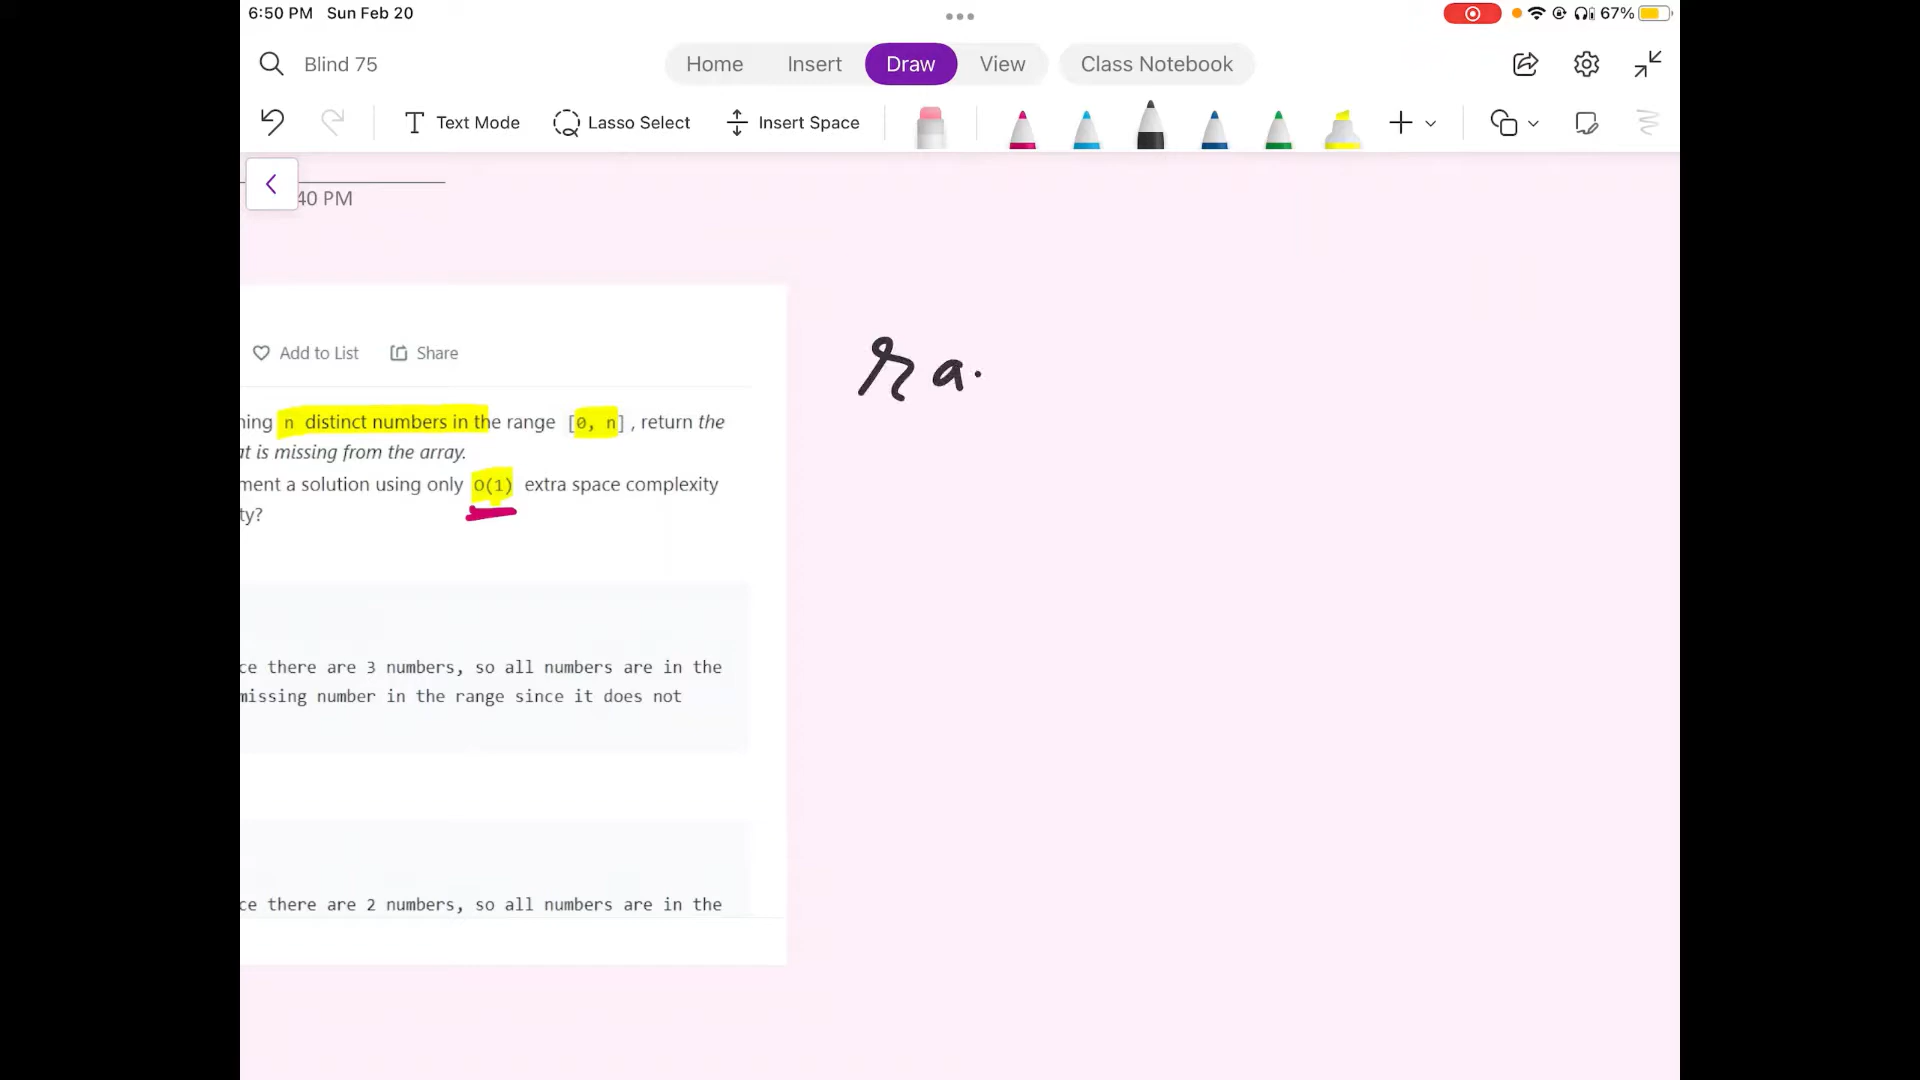 6:50 PM Sun Feb 20
67%
Blind 75
Home Insert Draw View Class Notebook
Text Mode Lasso Select Insert Space
40 PM
Add to List Share
ning n distinct numbers in the range [0, n], return the
at is missing from the array.
ment a solution using only O(1) extra space complexity
ty?
ce there are 3 numbers, so all numbers are in the
missing number in the range since it does not
ce there are 2 numbers, so all numbers are in the
ra